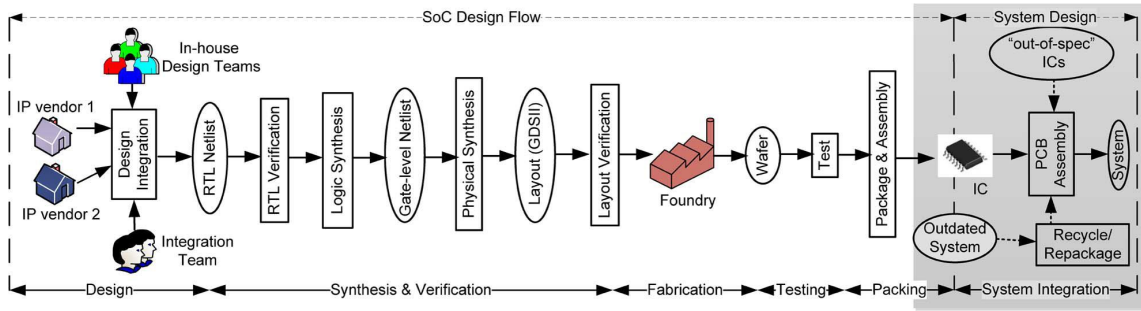 SoC Design Flow
System Design
In-house
Design Teams
IP vendor 1
IP vendor 2
Design
Integration
Integration
Team
RTL Netlist
RTL Verification
Logic Synthesis
Gate-level Netlist
Physical Synthesis
Layout (GDSII)
Layout Verification
Foundry
Wafer
Test
Package & Assembly
IC
“out-of-spec”
ICs
PCB
Assembly
System
Outdated
System
Recycle/
Repackage
Design
Synthesis & Verification
Fabrication
Testing
Packing
System Integration